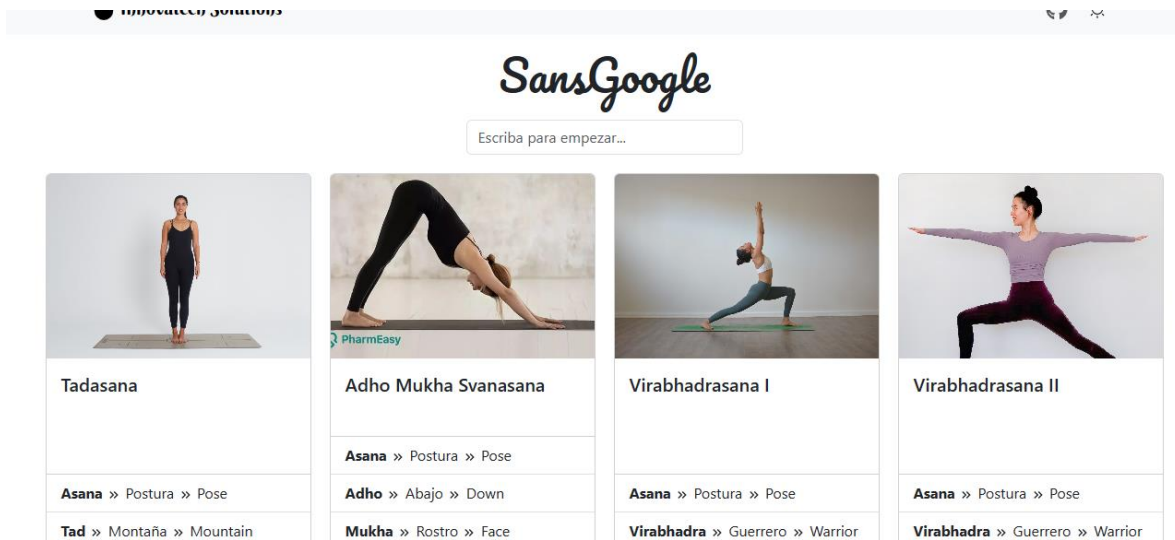 Innovatech Solutions
SansGoogle
Escriba para empezar...
PharmEasy
Tadasana
Adho Mukha Svanasana
Virabhadrasana I
Virabhadrasana II
Asana » Postura » Pose
Asana » Postura » Pose
Adho » Abajo » Down
Asana » Postura » Pose
Asana » Postura » Pose
Tad » Montaña » Mountain
Mukha » Rostro » Face
Virabhadra » Guerrero » Warrior
Virabhadra » Guerrero » Warrior